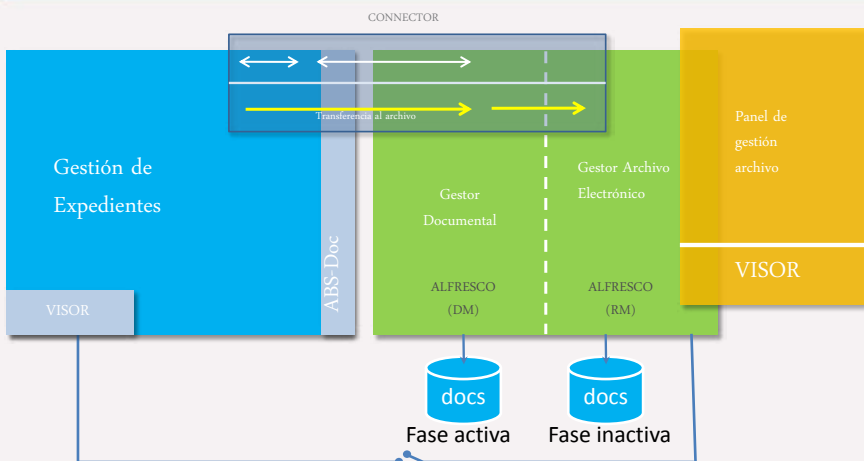 CONNECTOR
Transferencia al archivo
Gestión de
Expedientes
VISOR
ABS-Doc
Gestor
Documental
ALFRESCO
(DM)
Gestor Archivo
Electrónico
ALFRESCO
(RM)
Panel de
gestión
archivo
VISOR
docs
Fase activa
docs
Fase inactiva